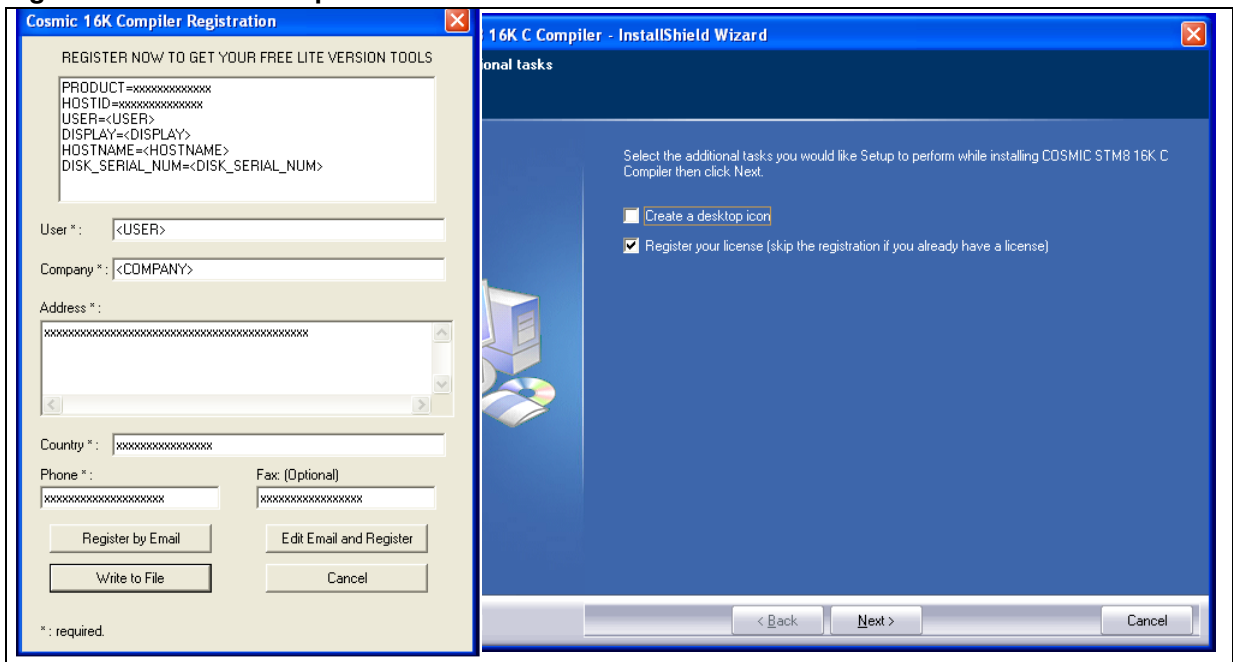 Cosmic 16K Compiler Registration
REGISTER NOW TO GET YOUR FREE LITE VERSION TOOLS
PRODUCT=xxxxxxxxxxxxx
HOSTID=xxxxxxxxxxxxxx
USER=<USER>
DISPLAY=<DISPLAY>
HOSTNAME=<HOSTNAME>
DISK_SERIAL_NUM=<DISK_SERIAL_NUM>
User * : <USER>
Company * : <COMPANY>
Address * :
xxxxxxxxxxxxxxxxxxxxxxxxxxxxxxxxxxxxxxxxxxxx
Country * : xxxxxxxxxxxxxxxx
Phone * : Fax: (Optional)
xxxxxxxxxxxxxxxxxxxx xxxxxxxxxxxxxxxxx
Register by Email Edit Email and Register
Write to File Cancel
* : required.
16K C Compiler - InstallShield Wizard
onal tasks
Select the additional tasks you would like Setup to perform while installing COSMIC STM8 16K C
Compiler then click Next.
Create a desktop icon
Register your license (skip the registration if you already have a license)
< Back Next > Cancel